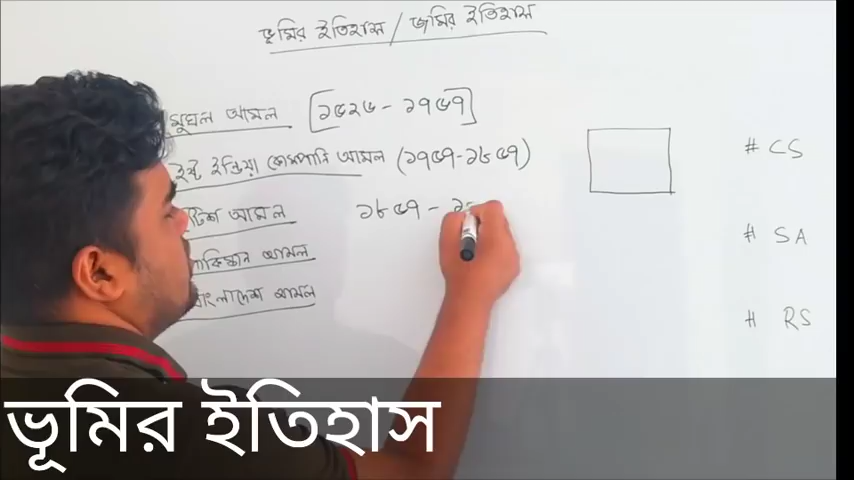 ভূমির ইতিহাস / জমির ইতিহাস
মুঘল আমল [১৫২৬ - ১৭৫৭]
ইস্ট ইন্ডিয়া কোম্পানি আমল (১৭৫৭-১৮৫৭)
আমল ১৮৫৭ -
আমল
বাংলাদেশ আমল
# CS
# SA
# RS
ভূমির ইতিহাস